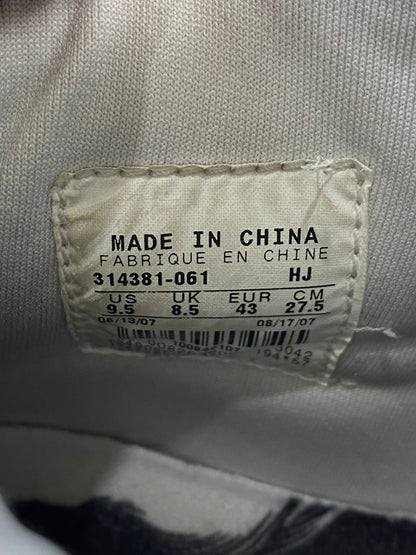 MADE IN CHINA
FABRIQUE EN CHINE
314381-061 HJ
US UK EUR CM
9.5 8.5 43 27.5
06/13/07 08/17/07